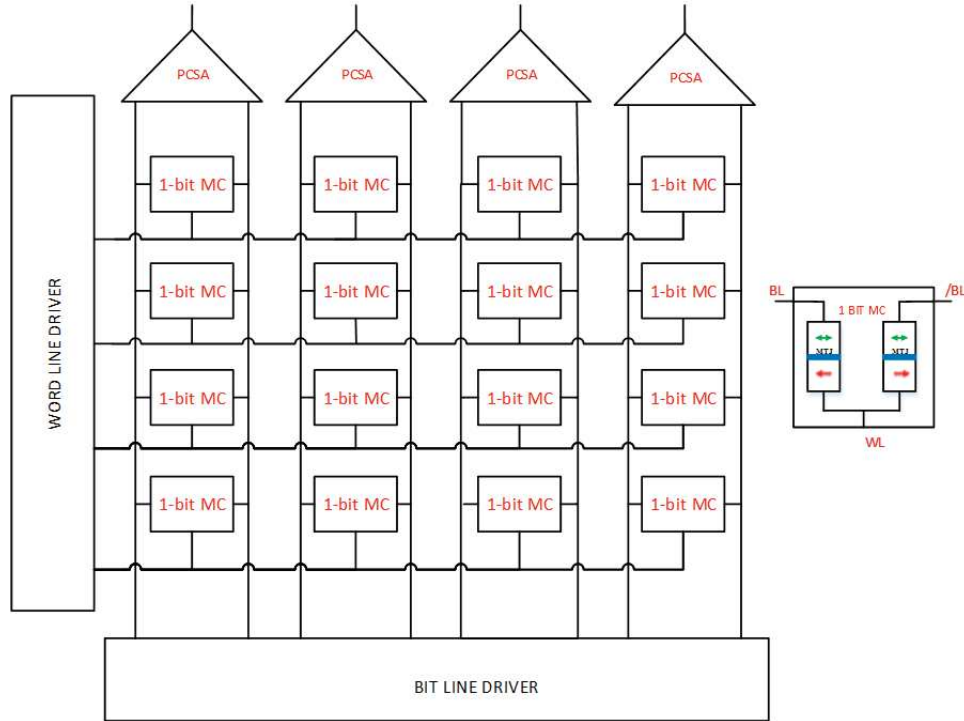 PCSA PCSA PCSA PCSA
1-bit MC 1-bit MC 1-bit MC 1-bit MC
1-bit MC 1-bit MC 1-bit MC 1-bit MC
1-bit MC 1-bit MC 1-bit MC 1-bit MC
1-bit MC 1-bit MC 1-bit MC 1-bit MC
WORD LINE DRIVER
BIT LINE DRIVER
BL /BL
1 BIT MC
WL